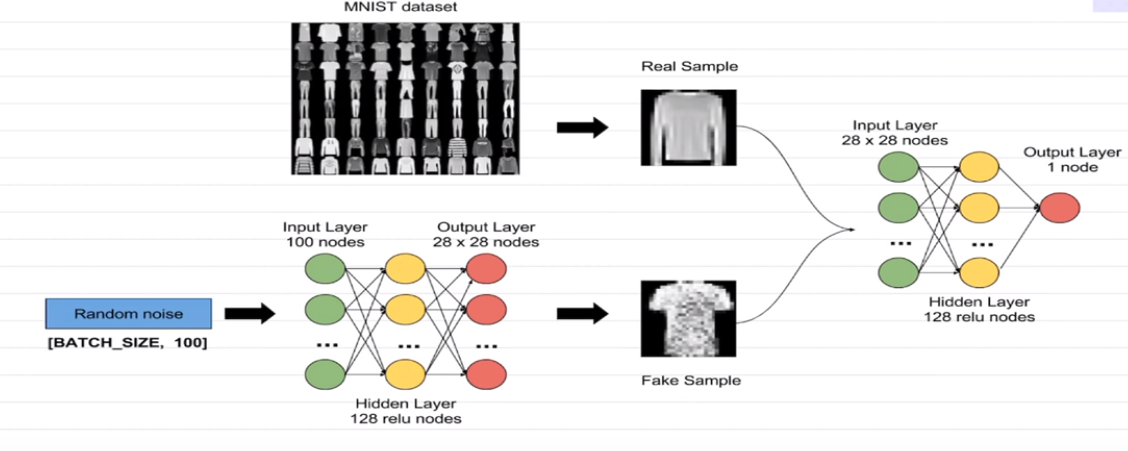 MNIST dataset
Real Sample
Input Layer
28 x 28 nodes
Output Layer
1 node
Hidden Layer
128 relu nodes
Input Layer
100 nodes
Output Layer
28 x 28 nodes
Random noise
[BATCH_SIZE, 100]
...
...
...
...
...
Hidden Layer
128 relu nodes
Fake Sample